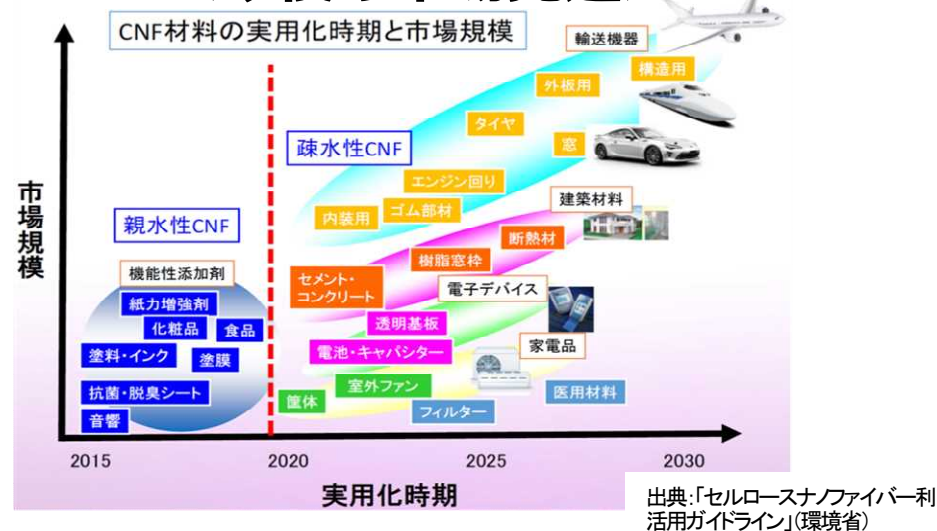 CNF材料の実用化時期と市場規模
輸送機器
構造用
外板用
タイヤ
窓
疎水性CNF
エンジン回り
内装用
ゴム部材
建築材料
市場規模
親水性CNF
断熱材
樹脂窓枠
機能性添加剤
セメント・
コンクリート
電子デバイス
紙力増強剤
化粧品
食品
透明基板
塗料・インク
塗膜
電池・キャパシター
家電品
抗菌・脱臭シート
室外ファン
医用材料
筐体
フィルター
音響
2015
2020
2025
2030
実用化時期
出典:「セルロースナノファイバー利
活用ガイドライン」(環境省)